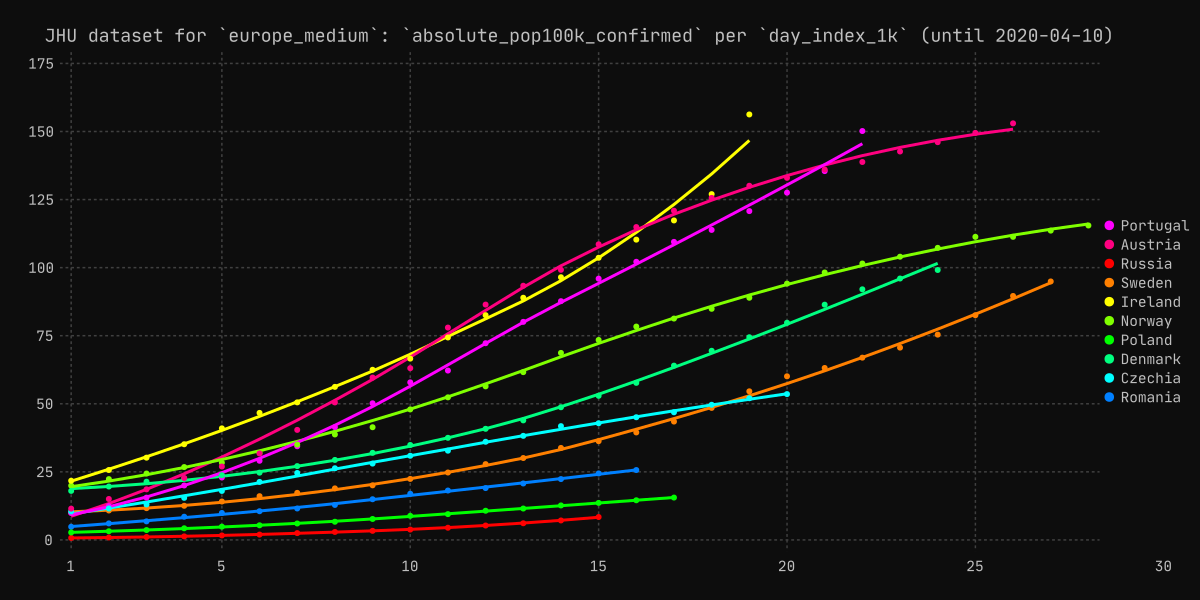 JHU dataset for `europe_medium`: `absolute_pop100k_confirmed` per `day_index_1k` (until 2020-04-10)
175
150
125
100
75
50
25
0
1 5 10 15 20 25 30
Portugal
Austria
Russia
Sweden
Ireland
Norway
Poland
Denmark
Czechia
Romania